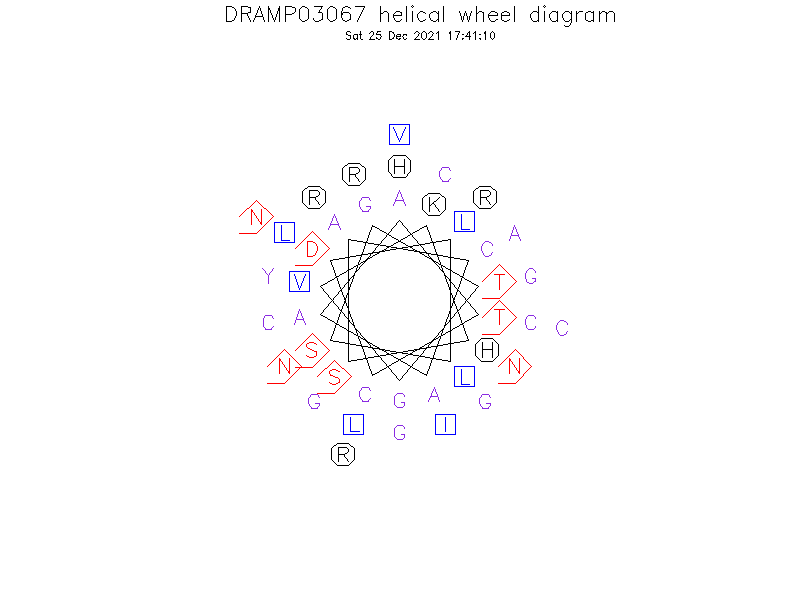 DRAMP03067 helical wheel diagram
Sat 25 Dec 2021 17:41:10
V
R H C
R R
N G A K
L A L A
D C
Y V T G
C A T C C
S H
N S L N
G C G A G
L G I
R